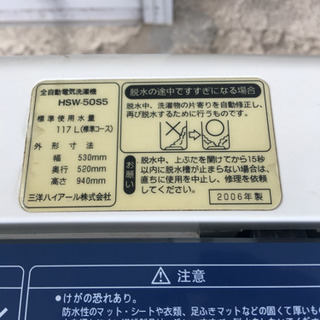 全自動電気洗濯機
HSW-50S5
標準使用水量
117L(標準コース)
外形寸法
幅 530mm
奥行 520mm
高さ 940mm
三洋ハイアール株式会社
脱水の途中ですすぎになる場合
脱水中、洗濯物の片寄りを自動修正し、
再び脱水するために行うものです。
お願い
脱水中、上ぶたを開けてから15秒
以内に脱水槽が止まらない場合は、
直ちに使用を中止し、修理を依頼
してください。
2006年製
注意
●けがの恐れあり。
防水性のマット・シートや衣類、足ふきマットなどの固くて厚いもの